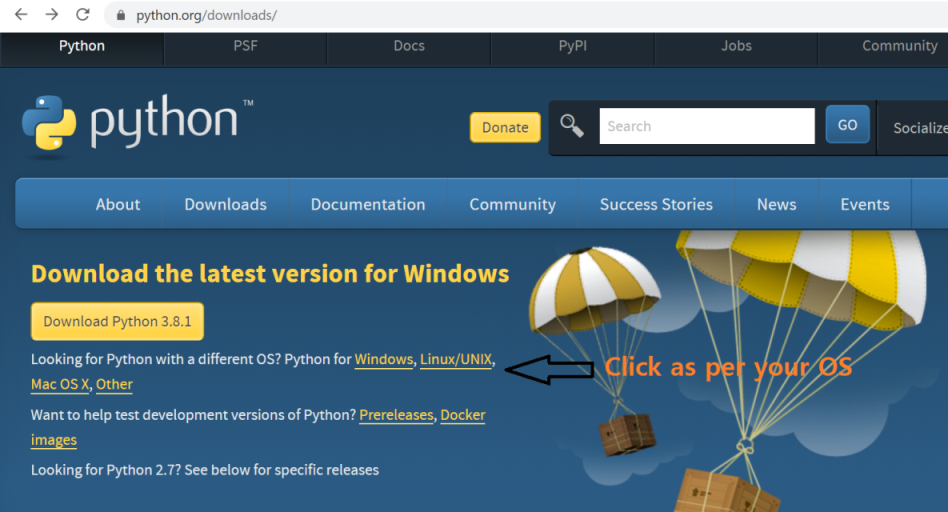 python.org/downloads/
Python PSF Docs PyPI Jobs Community
python™ Donate Search GO Socialize
About Downloads Documentation Community Success Stories News Events
Download the latest version for Windows
Download Python 3.8.1
Looking for Python with a different OS? Python for Windows, Linux/UNIX,
Mac OS X, Other
Click as per your OS
Want to help test development versions of Python? Prereleases, Docker
images
Looking for Python 2.7? See below for specific releases